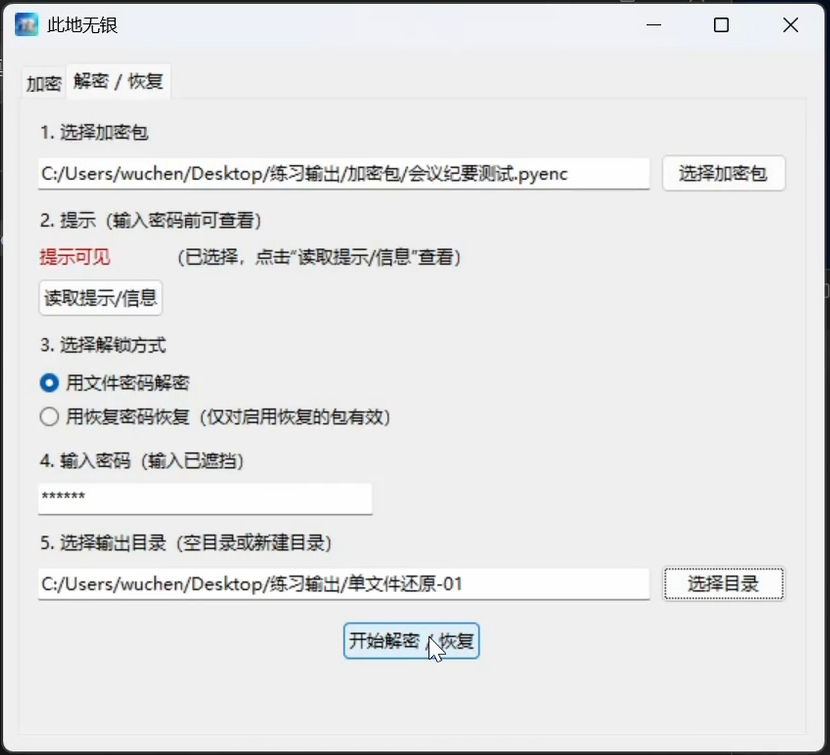 此地无银
加密 解密 / 恢复
1. 选择加密包
C:/Users/wuchen/Desktop/练习输出/加密包/会议纪要测试.pyenc 选择加密包
2. 提示（输入密码前可查看）
提示可见 （已选择，点击“读取提示/信息”查看）
读取提示/信息
3. 选择解锁方式
用文件密码解密
用恢复密码恢复（仅对启用恢复的包有效）
4. 输入密码（输入已遮挡）
******
5. 选择输出目录（空目录或新建目录）
C:/Users/wuchen/Desktop/练习输出/单文件还原-01 选择目录
开始解密 / 恢复